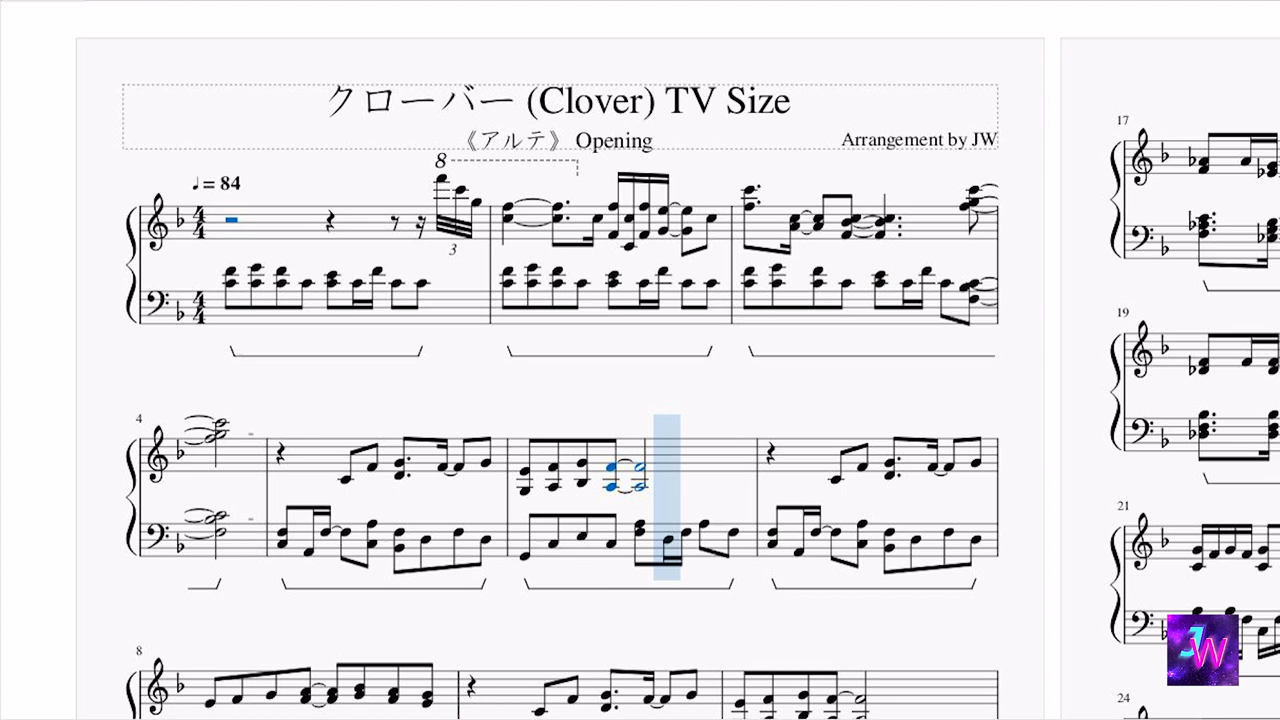 クローバー (Clover) TV Size
《アルテ》 Opening
Arrangement by JW
♩= 84
8
3
4
8
17
19
21
24
JW